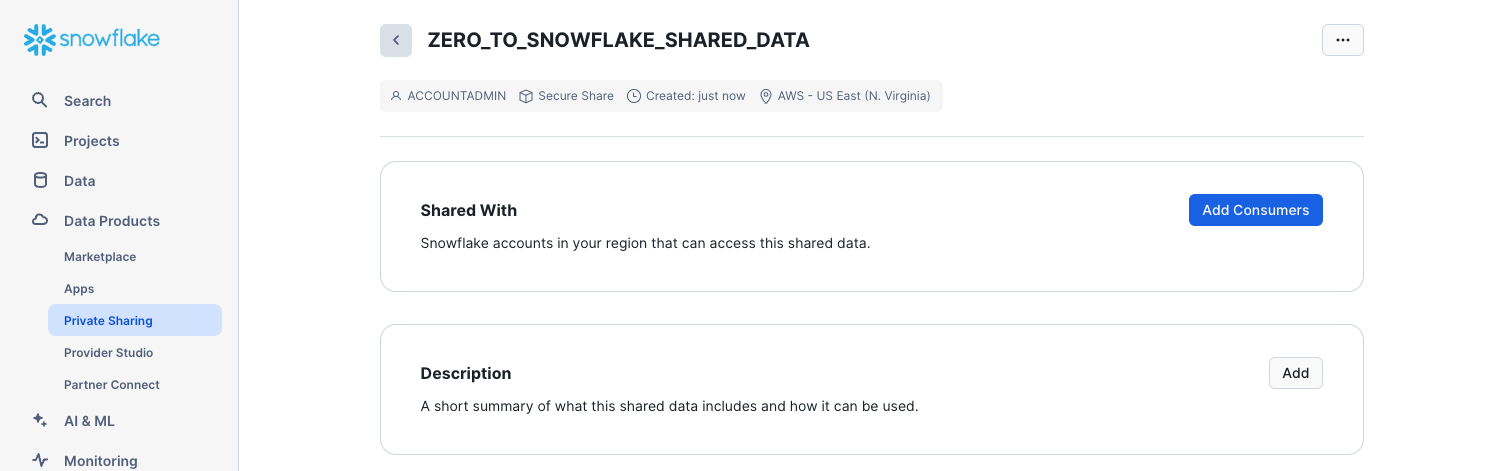 snowflake
Search
Projects
Data
Data Products
Marketplace
Apps
Private Sharing
Provider Studio
Partner Connect
AI & ML
Monitoring
ZERO_TO_SNOWFLAKE_SHARED_DATA
ACCOUNTADMIN Secure Share Created: just now AWS - US East (N. Virginia)
Shared With
Add Consumers
Snowflake accounts in your region that can access this shared data.
Description
Add
A short summary of what this shared data includes and how it can be used.